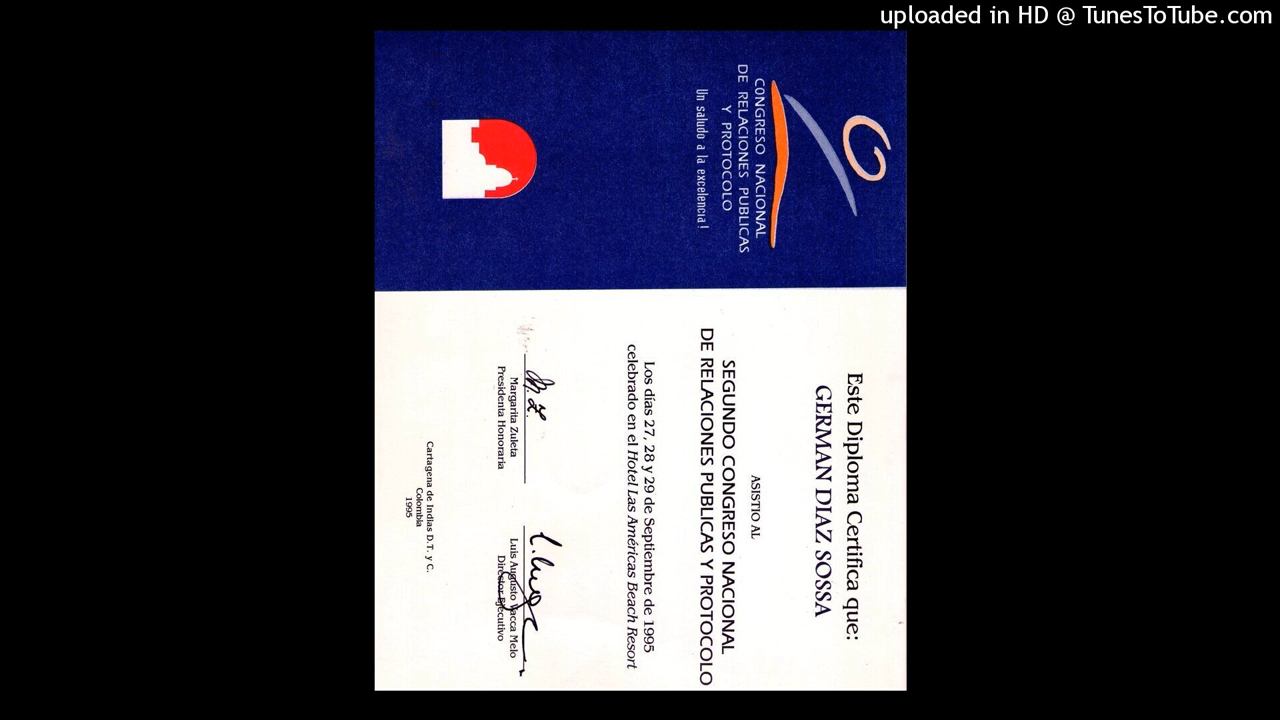 uploaded in HD @ TunesToTube.com
CONGRESO NACIONAL
DE RELACIONES PUBLICAS
Y PROTOCOLO
Un saludo a la excelencia!
Este Diploma Certifica que:
GERMAN DIAZ SOSSA
ASISTIO AL
SEGUNDO CONGRESO NACIONAL
DE RELACIONES PUBLICAS Y PROTOCOLO
Los días 27, 28 y 29 de Septiembre de 1995
celebrado en el Hotel Las Américas Beach Resort
Margarita Zuleta
Presidenta Honoraria
Luis Augusto Vacca Melo
Director Ejecutivo
Cartagena de Indias D.T. y C.
Colombia
1995